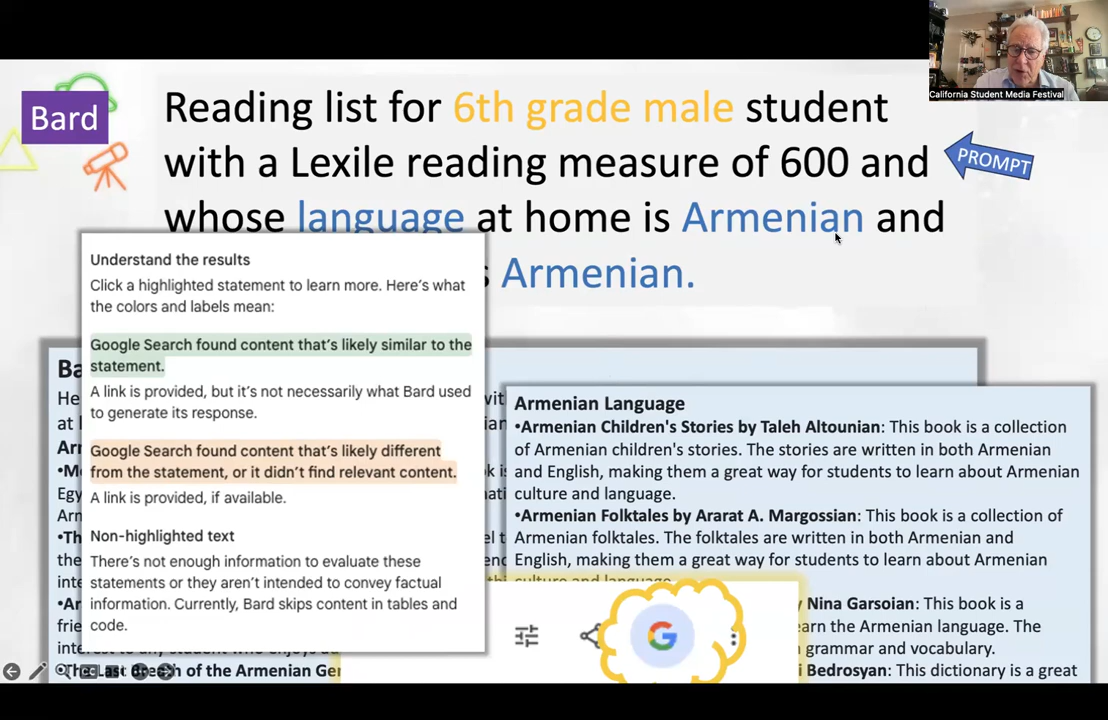 California Student Media Festival
Bard
Reading list for 6th grade male student
with a Lexile reading measure of 600 and
whose language at home is Armenian and
s Armenian.
PROMPT
Understand the results
Click a highlighted statement to learn more. Here's what
the colors and labels mean:
Google Search found content that's likely similar to the
statement.
A link is provided, but it's not necessarily what Bard used
to generate its response.
Google Search found content that's likely different
from the statement, or it didn't find relevant content.
A link is provided, if available.
Non-highlighted text
There's not enough information to evaluate these
statements or they aren't intended to convey factual
information. Currently, Bard skips content in tables and
code.
Armenian Language
•Armenian Children's Stories by Taleh Altounian: This book is a collection
of Armenian children's stories. The stories are written in both Armenian
and English, making them a great way for students to learn about Armenian
culture and language.
•Armenian Folktales by Ararat A. Margossian: This book is a collection of
Armenian folktales. The folktales are written in both Armenian and
English, making them a great way for students to learn about Armenian
culture and language.
Nina Garsoian: This book is a
earn the Armenian language. The
grammar and vocabulary.
i Bedrosyan: This dictionary is a great
Breath of the Armenian Ge